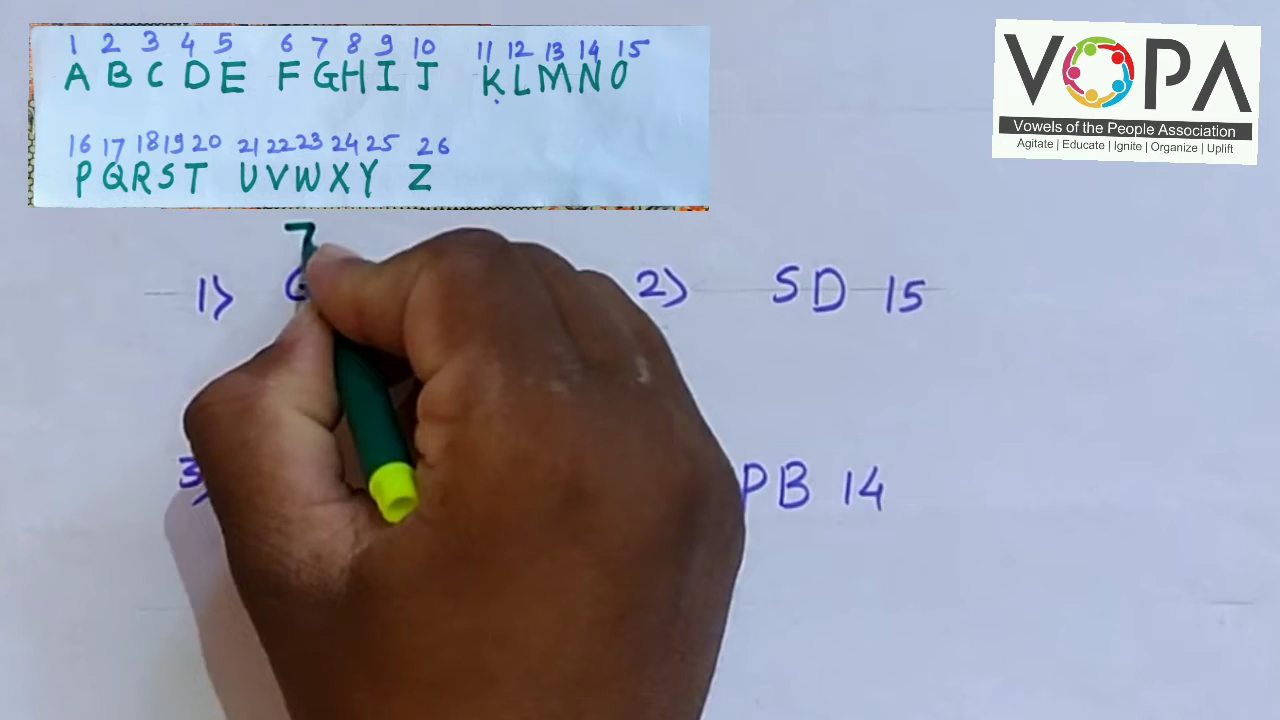 1 2 3 4 5 6 7 8 9 10 11 12 13 14 15
A B C D E F G H I J K L M N O
16 17 18 19 20 21 22 23 24 25 26
P Q R S T U V W X Y Z
VOPA
Vowels of the People Association
Agitate | Educate | Ignite | Organize | Uplift
7
1) G
2) SD 15
3)
PB 14